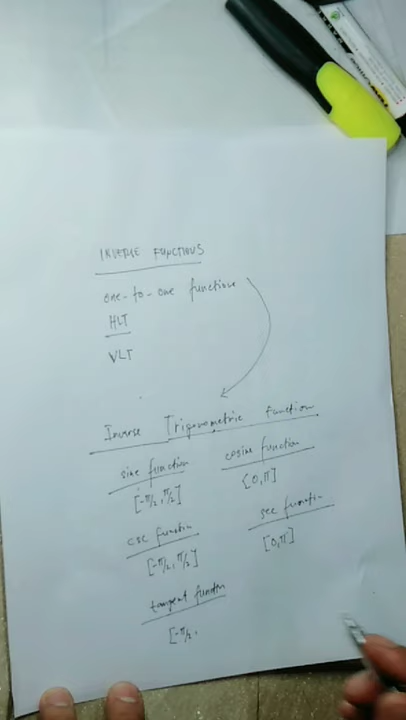 INVERSE FUNCTIONS
one-to-one functions
HLT
VLT
Inverse Trigonometric Function
sine function
[-π/2, π/2]
cosine function
[0, π]
csc function
[-π/2, π/2]
sec function
[0, π]
tangent function
[-π/2,